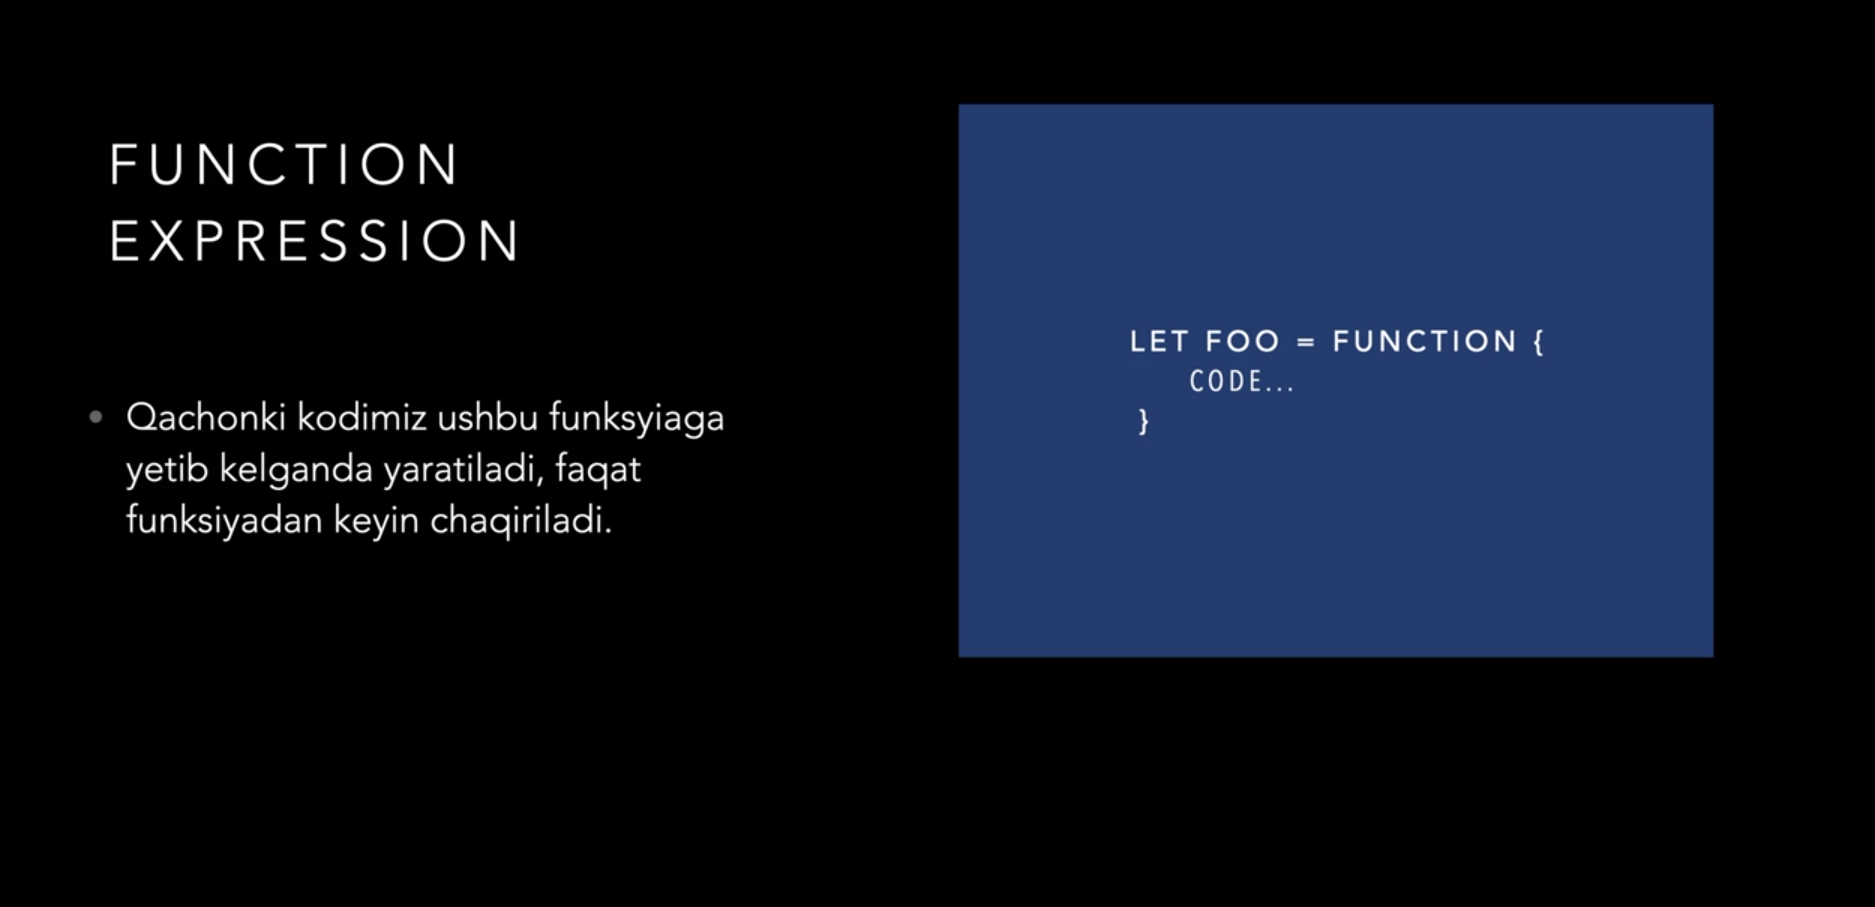 FUNCTION
EXPRESSION
• Qachonki kodimiz ushbu funksyiaga
yetib kelganda yaratiladi, faqat
funksiyadan keyin chaqiriladi.
LET FOO = FUNCTION {
CODE...
}